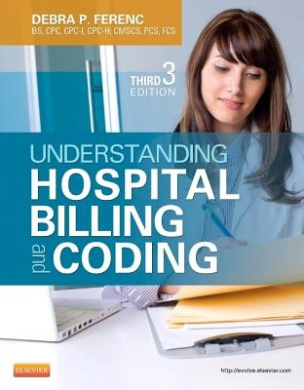 DEBRA P. FERENC
BS, CPC, CPC-I, CPC-H, CMSCS, PCS, FCS
THIRD 3
EDITION
UNDERSTANDING
HOSPITAL
BILLING
and CODING
ELSEVIER
http://evolve.elsevier.com